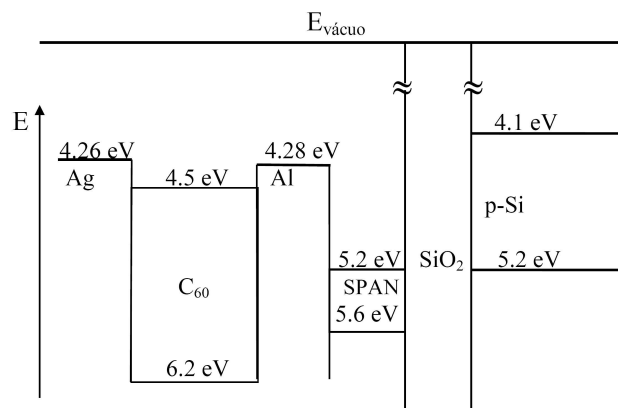 E_vácuo
E
4.26 eV
Ag
4.5 eV
C₆₀
6.2 eV
4.28 eV
Al
5.2 eV
SPAN
5.6 eV
SiO₂
4.1 eV
p-Si
5.2 eV